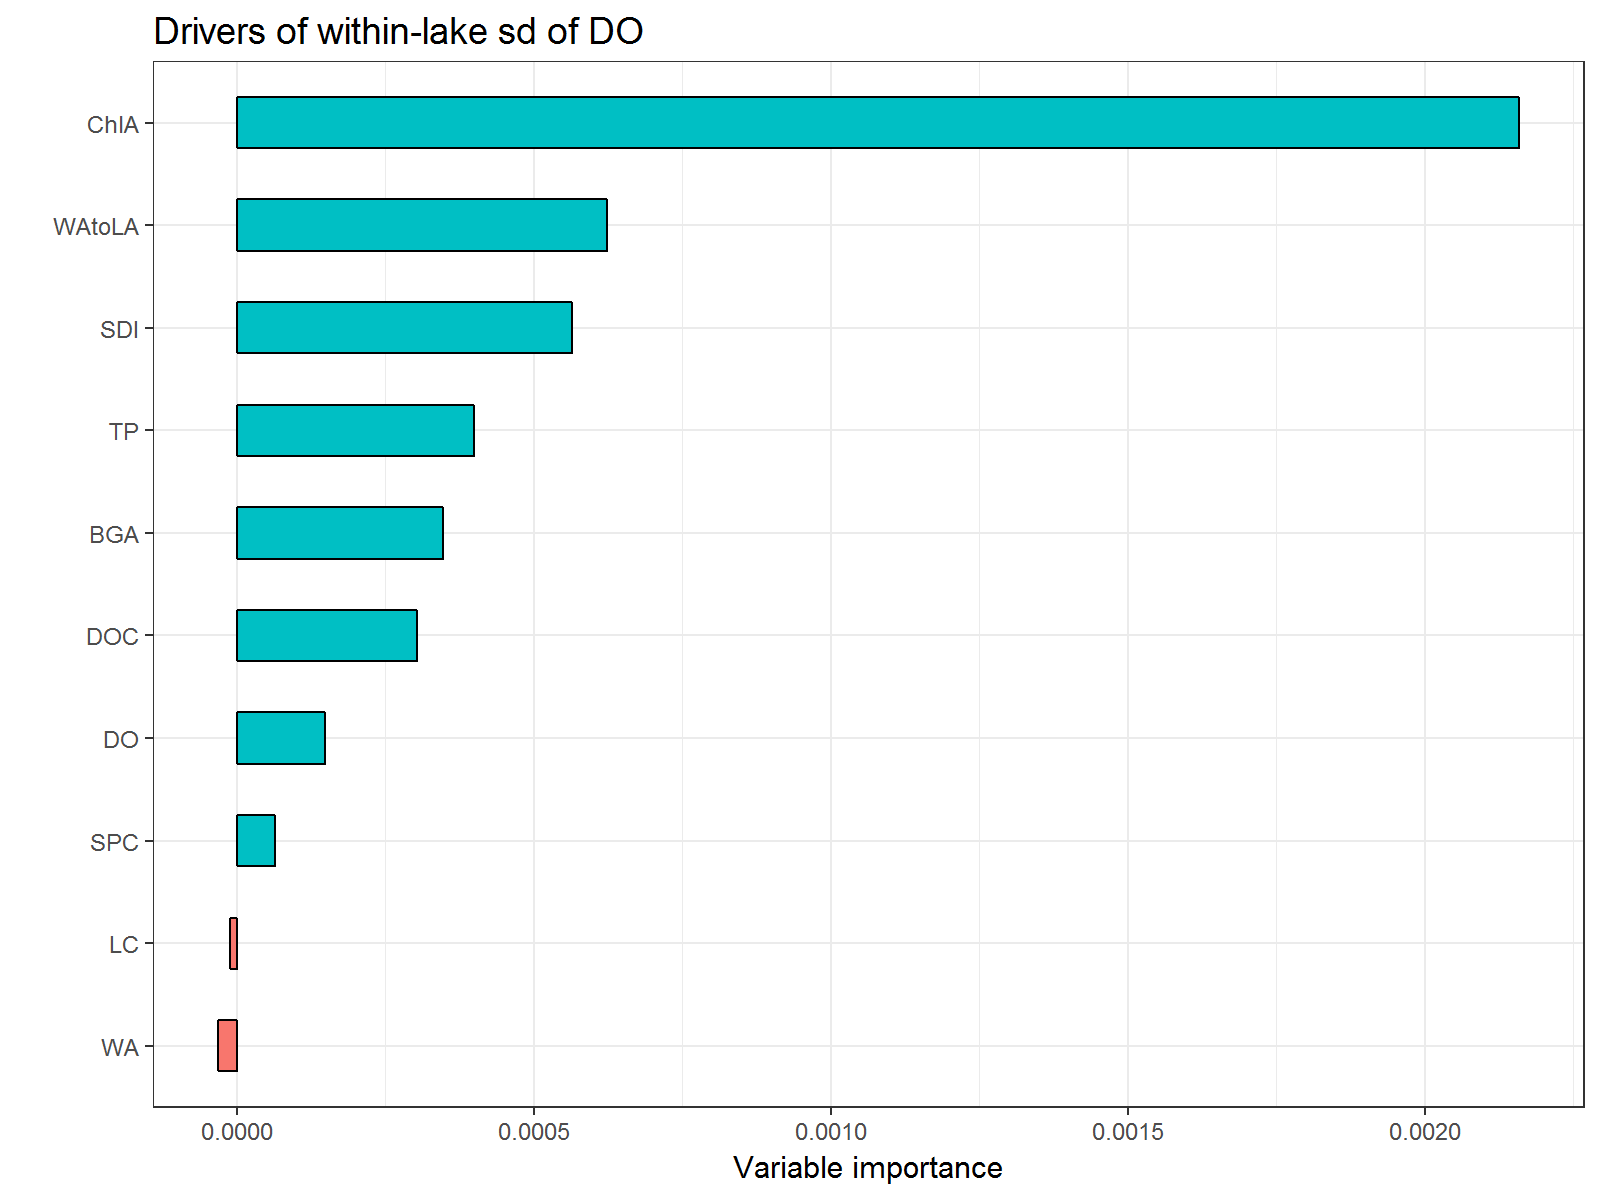 Drivers of within-lake sd of DO
ChlA
WAtoLA
SDI
TP
BGA
DOC
DO
SPC
LC
WA
0.0000 0.0005 0.0010 0.0015 0.0020
Variable importance